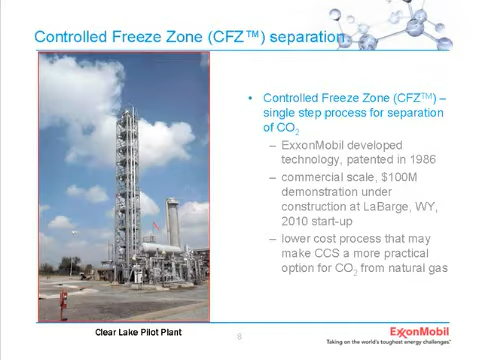 Controlled Freeze Zone (CFZ™) separation
• Controlled Freeze Zone (CFZ™) –
single step process for separation
of CO₂
– ExxonMobil developed
technology, patented in 1986
– commercial scale, $100M
demonstration under
construction at LaBarge, WY,
2010 start-up
– lower cost process that may
make CCS a more practical
option for CO₂ from natural gas
Clear Lake Pilot Plant
8
ExxonMobil
Taking on the world's toughest energy challenges.™